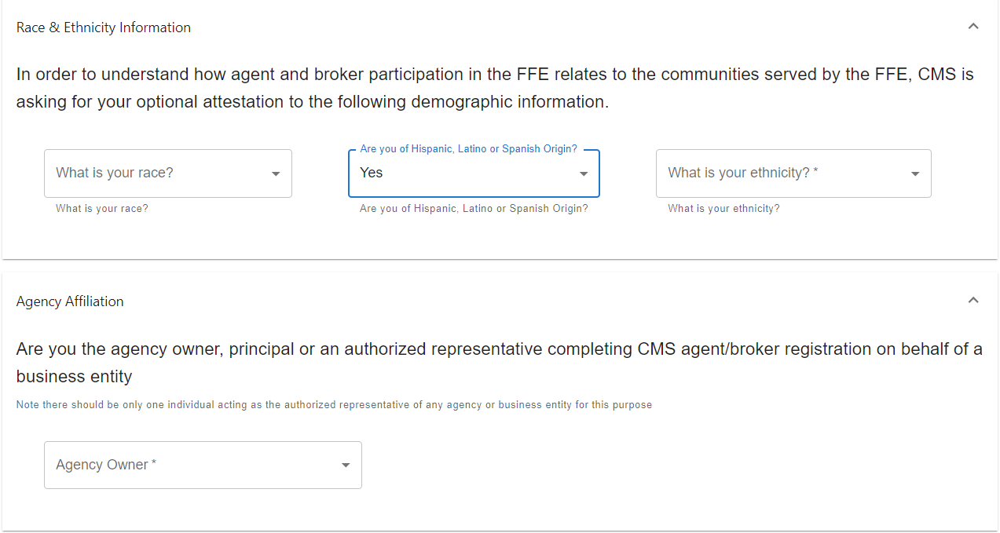 Race & Ethnicity Information
In order to understand how agent and broker participation in the FFE relates to the communities served by the FFE, CMS is
asking for your optional attestation to the following demographic information.
Are you of Hispanic, Latino or Spanish Origin?
What is your race?
Yes
What is your ethnicity? *
What is your race?
Are you of Hispanic, Latino or Spanish Origin?
What is your ethnicity?
Agency Affiliation
Are you the agency owner, principal or an authorized representative completing CMS agent/broker registration on behalf of a
business entity
Note there should be only one individual acting as the authorized representative of any agency or business entity for this purpose
Agency Owner *